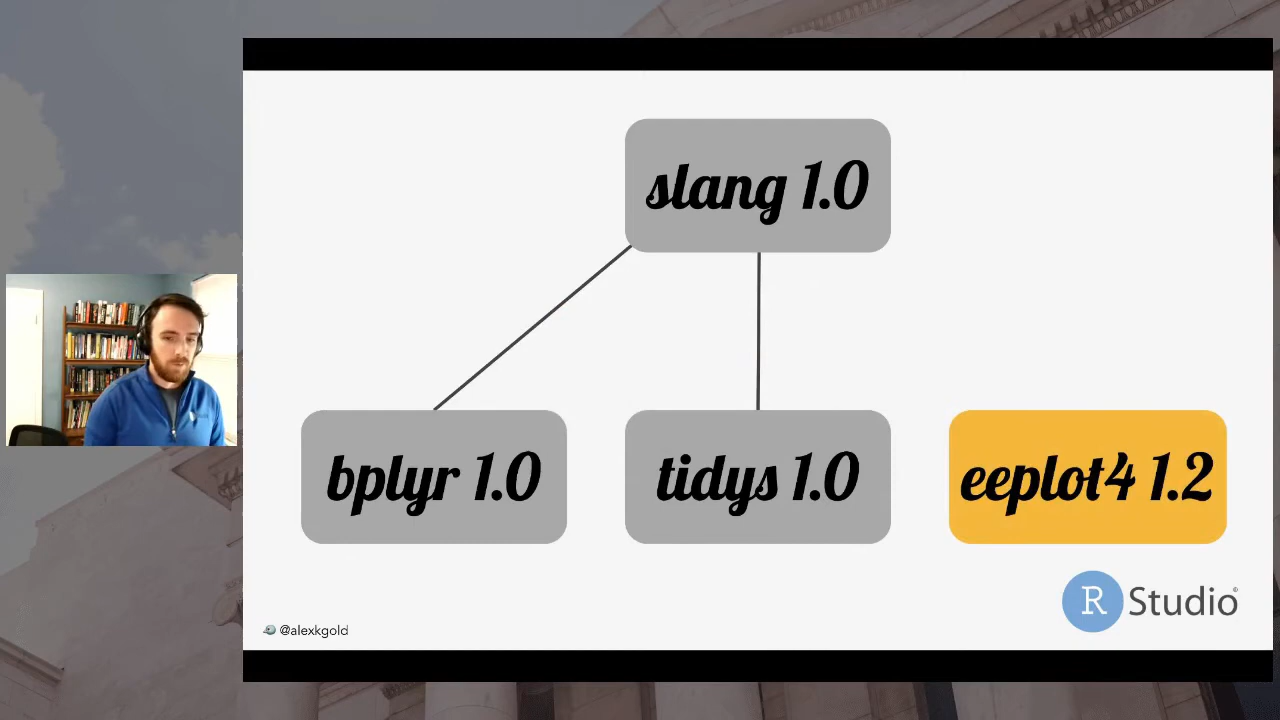 slang 1.0
bplyr 1.0
tidys 1.0
eeplot4 1.2
R Studio®
@alexkgold